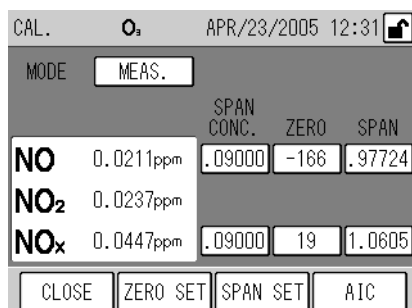 CAL. O₃ APR/23/2005 12:31
MODE MEAS.
SPAN
CONC. ZERO SPAN
NO 0.0211ppm .09000 -166 .97724
NO₂ 0.0237ppm
NOx 0.0447ppm .09000 19 1.0605
CLOSE ZERO SET SPAN SET AIC